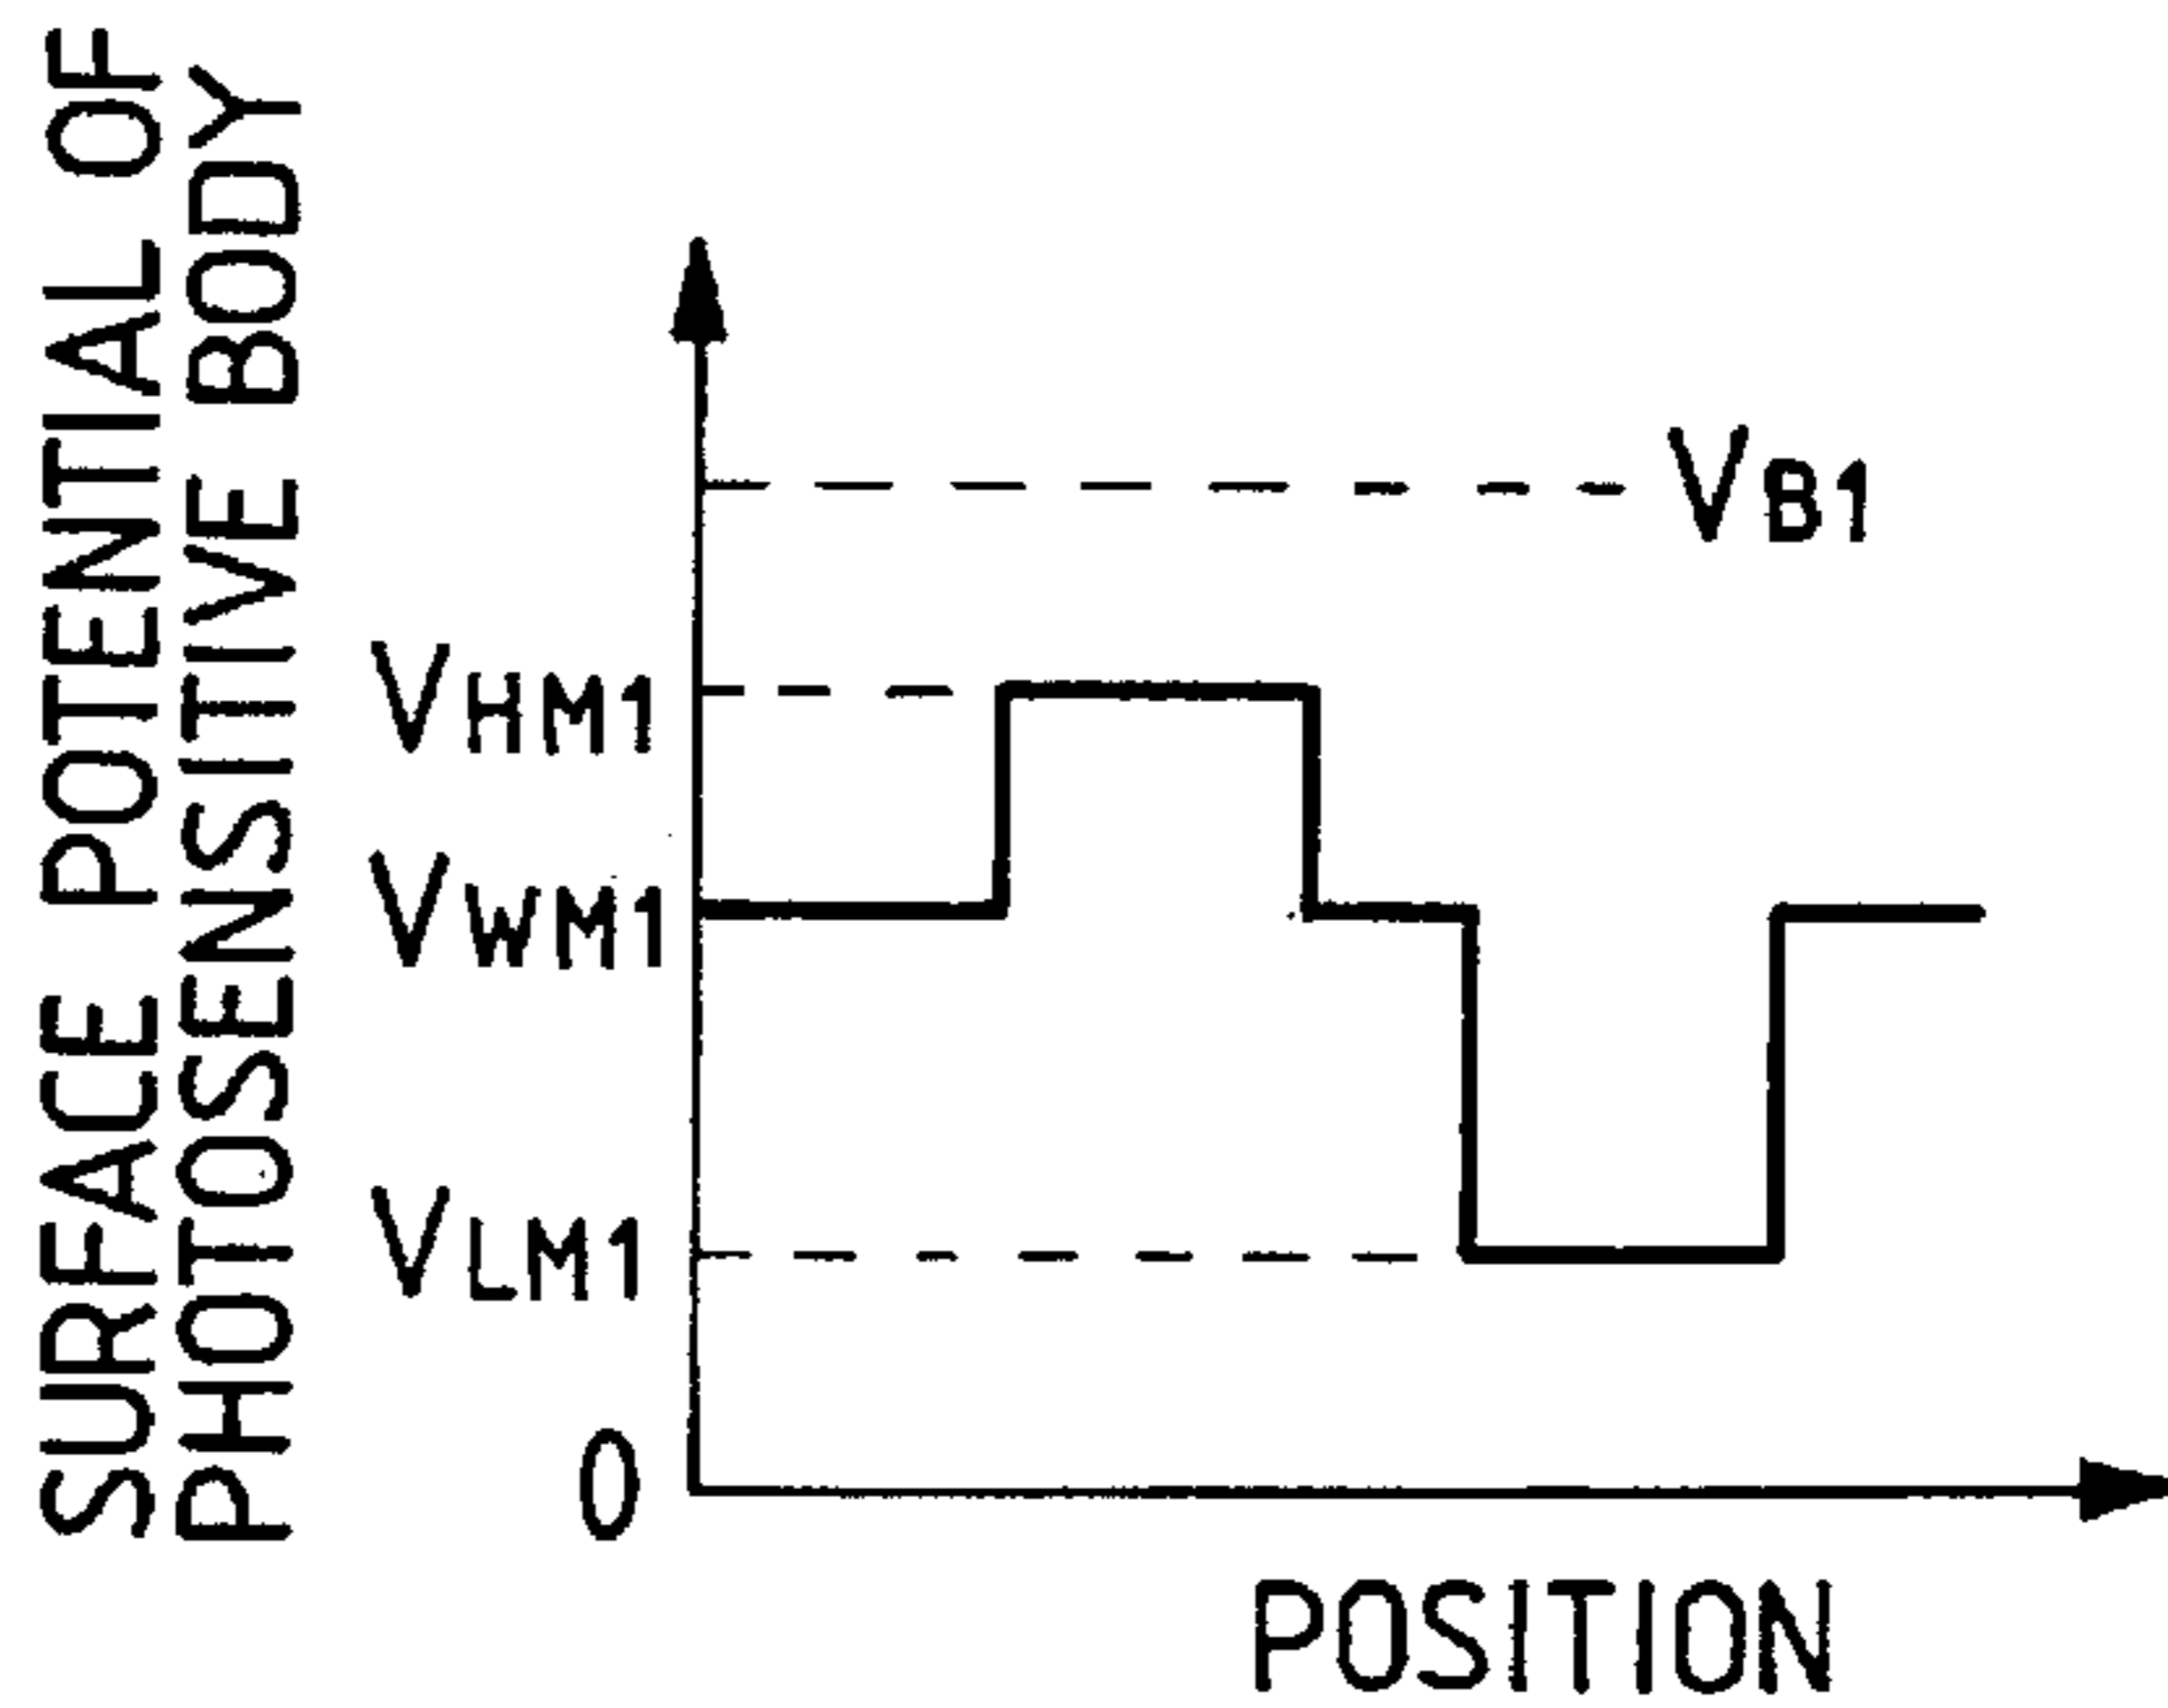 SURFACE POTENTIAL OF
PHOTOSENSITIVE BODY
VB1
VHM1
VWM1
VLM1
0
POSITION